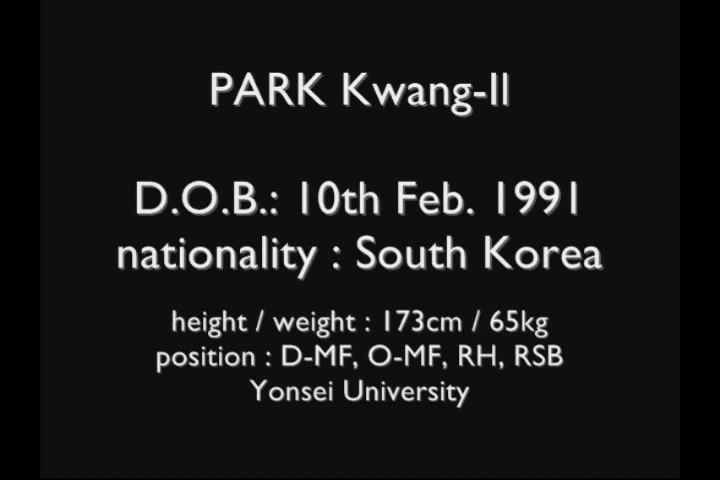 PARK Kwang-Il
D.O.B.: 10th Feb. 1991
nationality : South Korea
height / weight : 173cm / 65kg
position : D-MF, O-MF, RH, RSB
Yonsei University